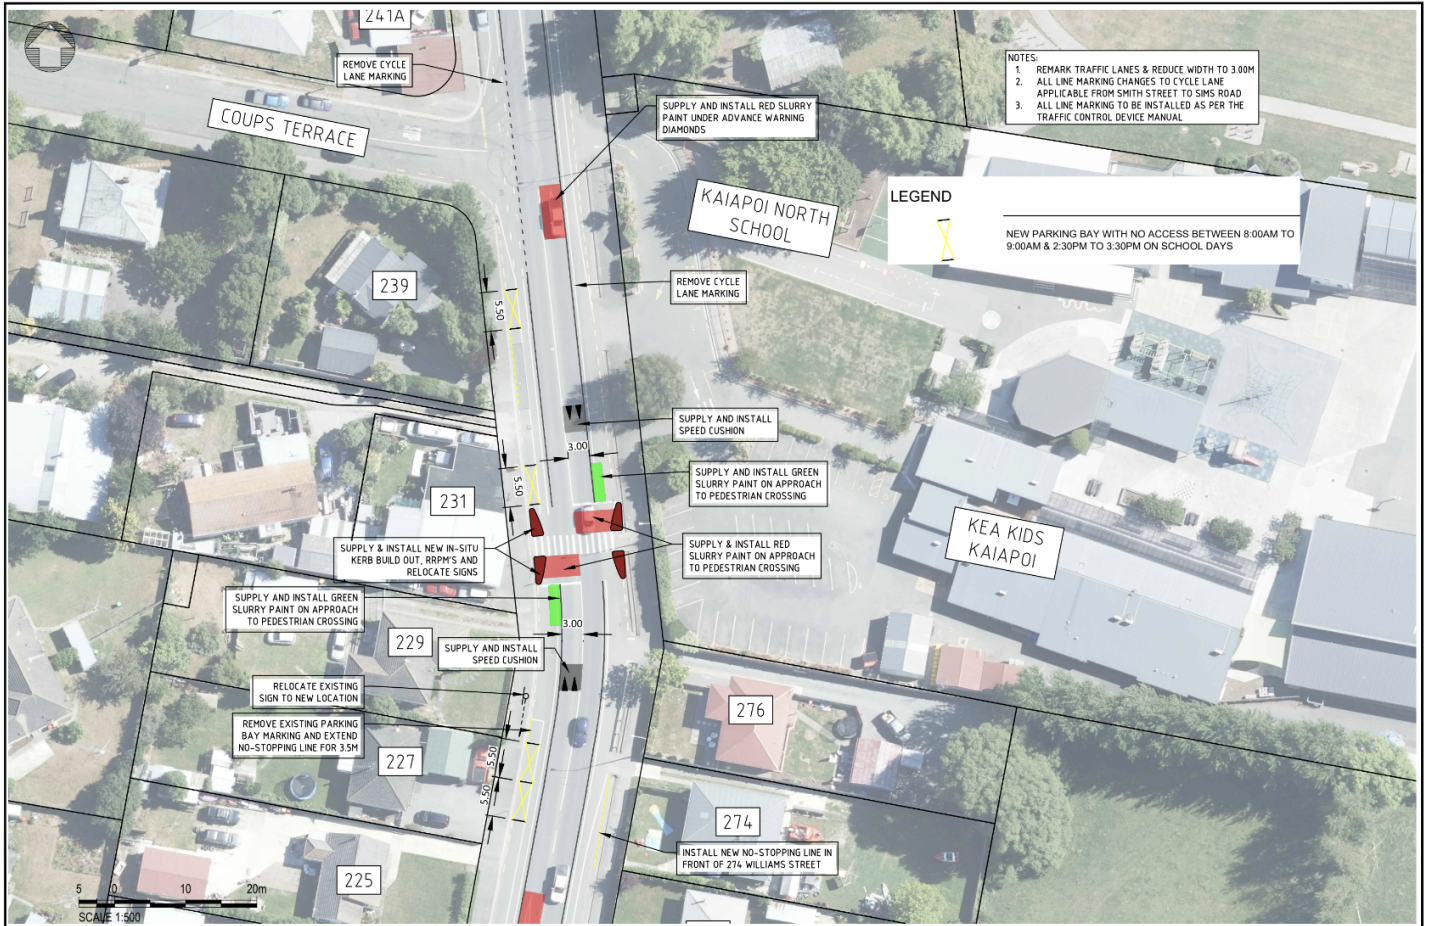 241A
REMOVE CYCLE
LANE MARKING
COUPS TERRACE
SUPPLY AND INSTALL RED SLURRY
PAINT UNDER ADVANCE WARNING
DIAMONDS
NOTES:
1. REMARK TRAFFIC LANES & REDUCE WIDTH TO 3.00M
2. ALL LINE MARKING CHANGES TO CYCLE LANE
APPLICABLE FROM SMITH STREET TO SIMS ROAD
3. ALL LINE MARKING TO BE INSTALLED AS PER THE
TRAFFIC CONTROL DEVICE MANUAL
KAIAPOI NORTH
SCHOOL
LEGEND
NEW PARKING BAY WITH NO ACCESS BETWEEN 8:00AM TO
9:00AM & 2:30PM TO 3:30PM ON SCHOOL DAYS
239
5.50
REMOVE CYCLE
LANE MARKING
SUPPLY AND INSTALL
SPEED CUSHION
3.00
5.50
SUPPLY AND INSTALL GREEN
SLURRY PAINT ON APPROACH
TO PEDESTRIAN CROSSING
231
KEA KIDS
KAIAPOI
SUPPLY & INSTALL NEW IN-SITU
KERB BUILD OUT, RRPM'S AND
RELOCATE SIGNS
SUPPLY & INSTALL RED
SLURRY PAINT ON APPROACH
TO PEDESTRIAN CROSSING
SUPPLY AND INSTALL GREEN
SLURRY PAINT ON APPROACH
TO PEDESTRIAN CROSSING
3.00
229
SUPPLY AND INSTALL
SPEED CUSHION
RELOCATE EXISTING
SIGN TO NEW LOCATION
276
REMOVE EXISTING PARKING
BAY MARKING AND EXTEND
NO-STOPPING LINE FOR 3.5M
227
5.50
5.50
274
INSTALL NEW NO-STOPPING LINE IN
FRONT OF 274 WILLIAMS STREET
225
5 0 10 20m
SCALE 1:500